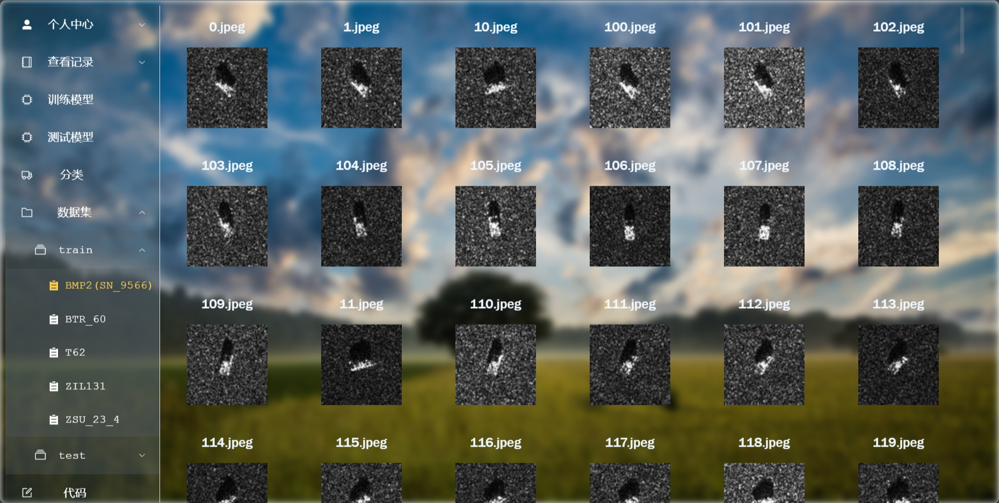 个人中心
查看记录
训练模型
测试模型
分类
数据集
train
BMP2(SN_9566)
BTR_60
T62
ZIL131
ZSU_23_4
test
代码
0.jpeg 1.jpeg 10.jpeg 100.jpeg 101.jpeg 102.jpeg
103.jpeg 104.jpeg 105.jpeg 106.jpeg 107.jpeg 108.jpeg
109.jpeg 11.jpeg 110.jpeg 111.jpeg 112.jpeg 113.jpeg
114.jpeg 115.jpeg 116.jpeg 117.jpeg 118.jpeg 119.jpeg